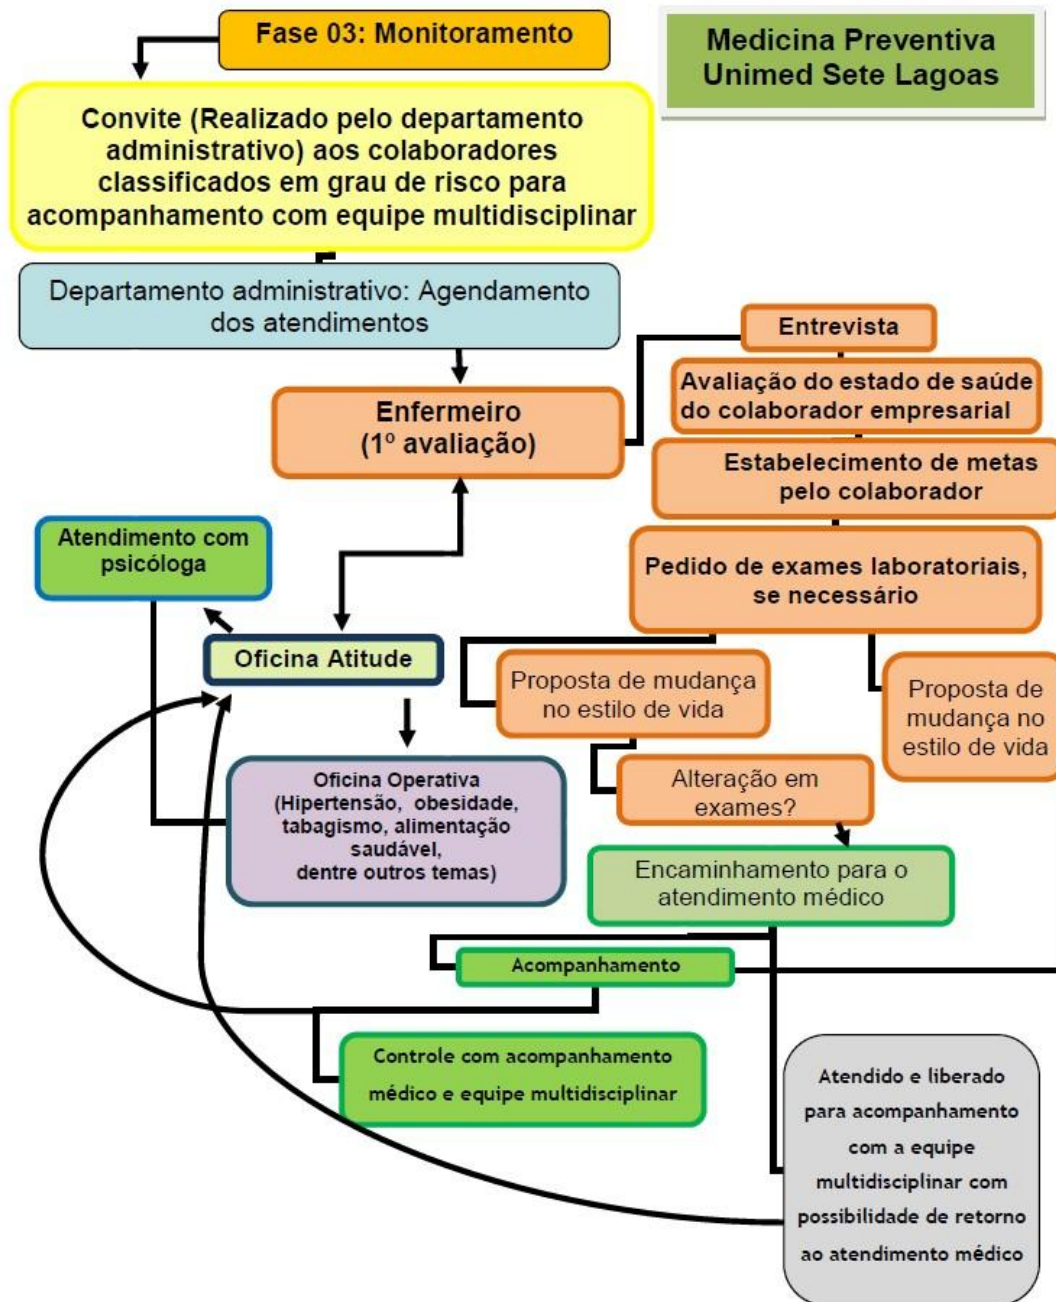 Fase 03: Monitoramento
Medicina Preventiva
Unimed Sete Lagoas
Convite (Realizado pelo departamento
administrativo) aos colaboradores
classificados em grau de risco para
acompanhamento com equipe multidisciplinar
Departamento administrativo: Agendamento
dos atendimentos
Enfermeiro
(1º avaliação)
Entrevista
Avaliação do estado de saúde
do colaborador empresarial
Estabelecimento de metas
pelo colaborador
Pedido de exames laboratoriais,
se necessário
Atendimento com
psicóloga
Oficina Atitude
Proposta de mudança
no estilo de vida
Proposta de
mudança no
estilo de vida
Oficina Operativa
(Hipertensão, obesidade,
tabagismo, alimentação
saudável,
dentre outros temas)
Alteração em
exames?
Encaminhamento para o
atendimento médico
Acompanhamento
Controle com acompanhamento
médico e equipe multidisciplinar
Atendido e liberado
para acompanhamento
com a equipe
multidisciplinar com
possibilidade de retorno
ao atendimento médico